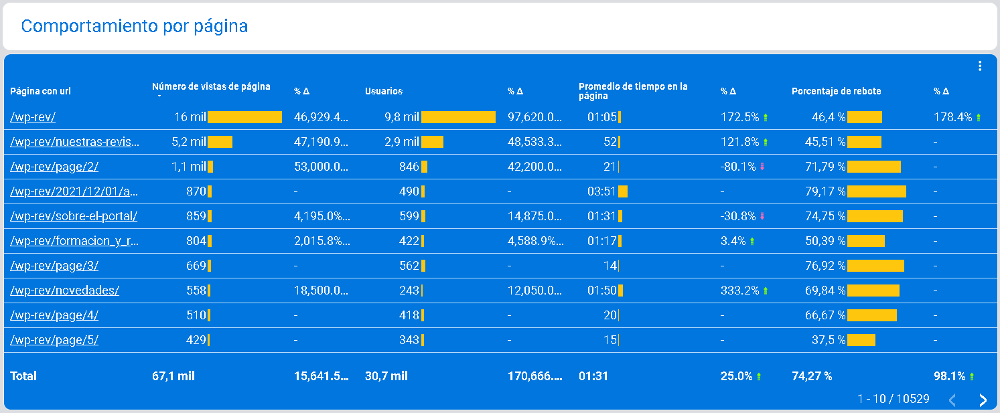 Comportamiento por página
Página con url Número de vistas de página % Δ Usuarios % Δ Promedio de tiempo en la página % Δ Porcentaje de rebote % Δ
/wp-rev/ 16 mil 46,929.4... 9,8 mil 97,620.0... 01:05 172.5% 46,4 % 178.4%
/wp-rev/nuestras-revis... 5,2 mil 47,190.9... 2,9 mil 48,533.3... 52 121.8% 45,51 % -
/wp-rev/page/2/ 1,1 mil 53,000.0... 846 42,200.0... 21 -80.1% 71,79 % -
/wp-rev/2021/12/01/a... 870 - 490 - 03:51 - 79,17 % -
/wp-rev/sobre-el-portal/ 859 4,195.0%... 599 14,875.0... 01:31 -30.8% 74,75 % -
/wp-rev/formacion_y_r... 804 2,015.8%... 422 4,588.9%... 01:17 3.4% 50,39 % -
/wp-rev/page/3/ 669 - 562 - 14 - 76,92 % -
/wp-rev/novedades/ 558 18,500.0... 243 12,050.0... 01:50 333.2% 69,84 % -
/wp-rev/page/4/ 510 - 418 - 20 - 66,67 % -
/wp-rev/page/5/ 429 - 343 - 15 - 37,5 % -
Total 67,1 mil 15,641.5... 30,7 mil 170,666.... 01:31 25.0% 74,27 % 98.1%
1 - 10 / 10529